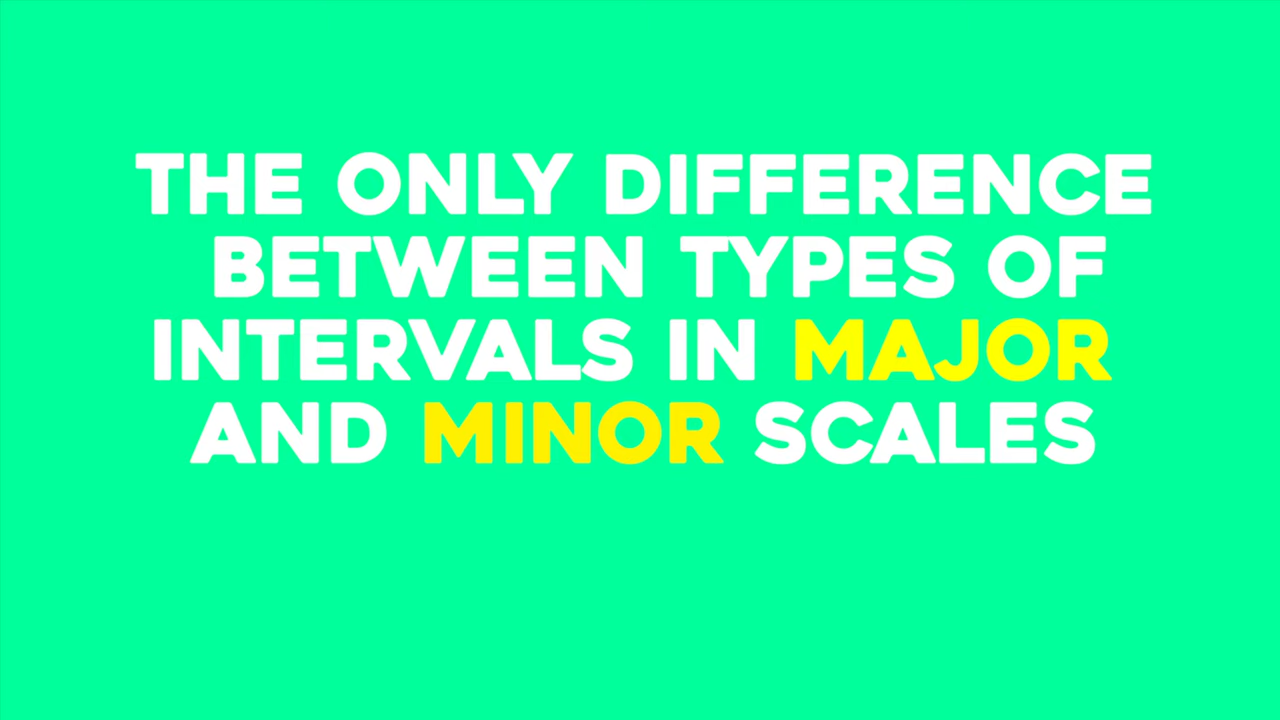 THE ONLY DIFFERENCE
BETWEEN TYPES OF
INTERVALS IN MAJOR
AND MINOR SCALES